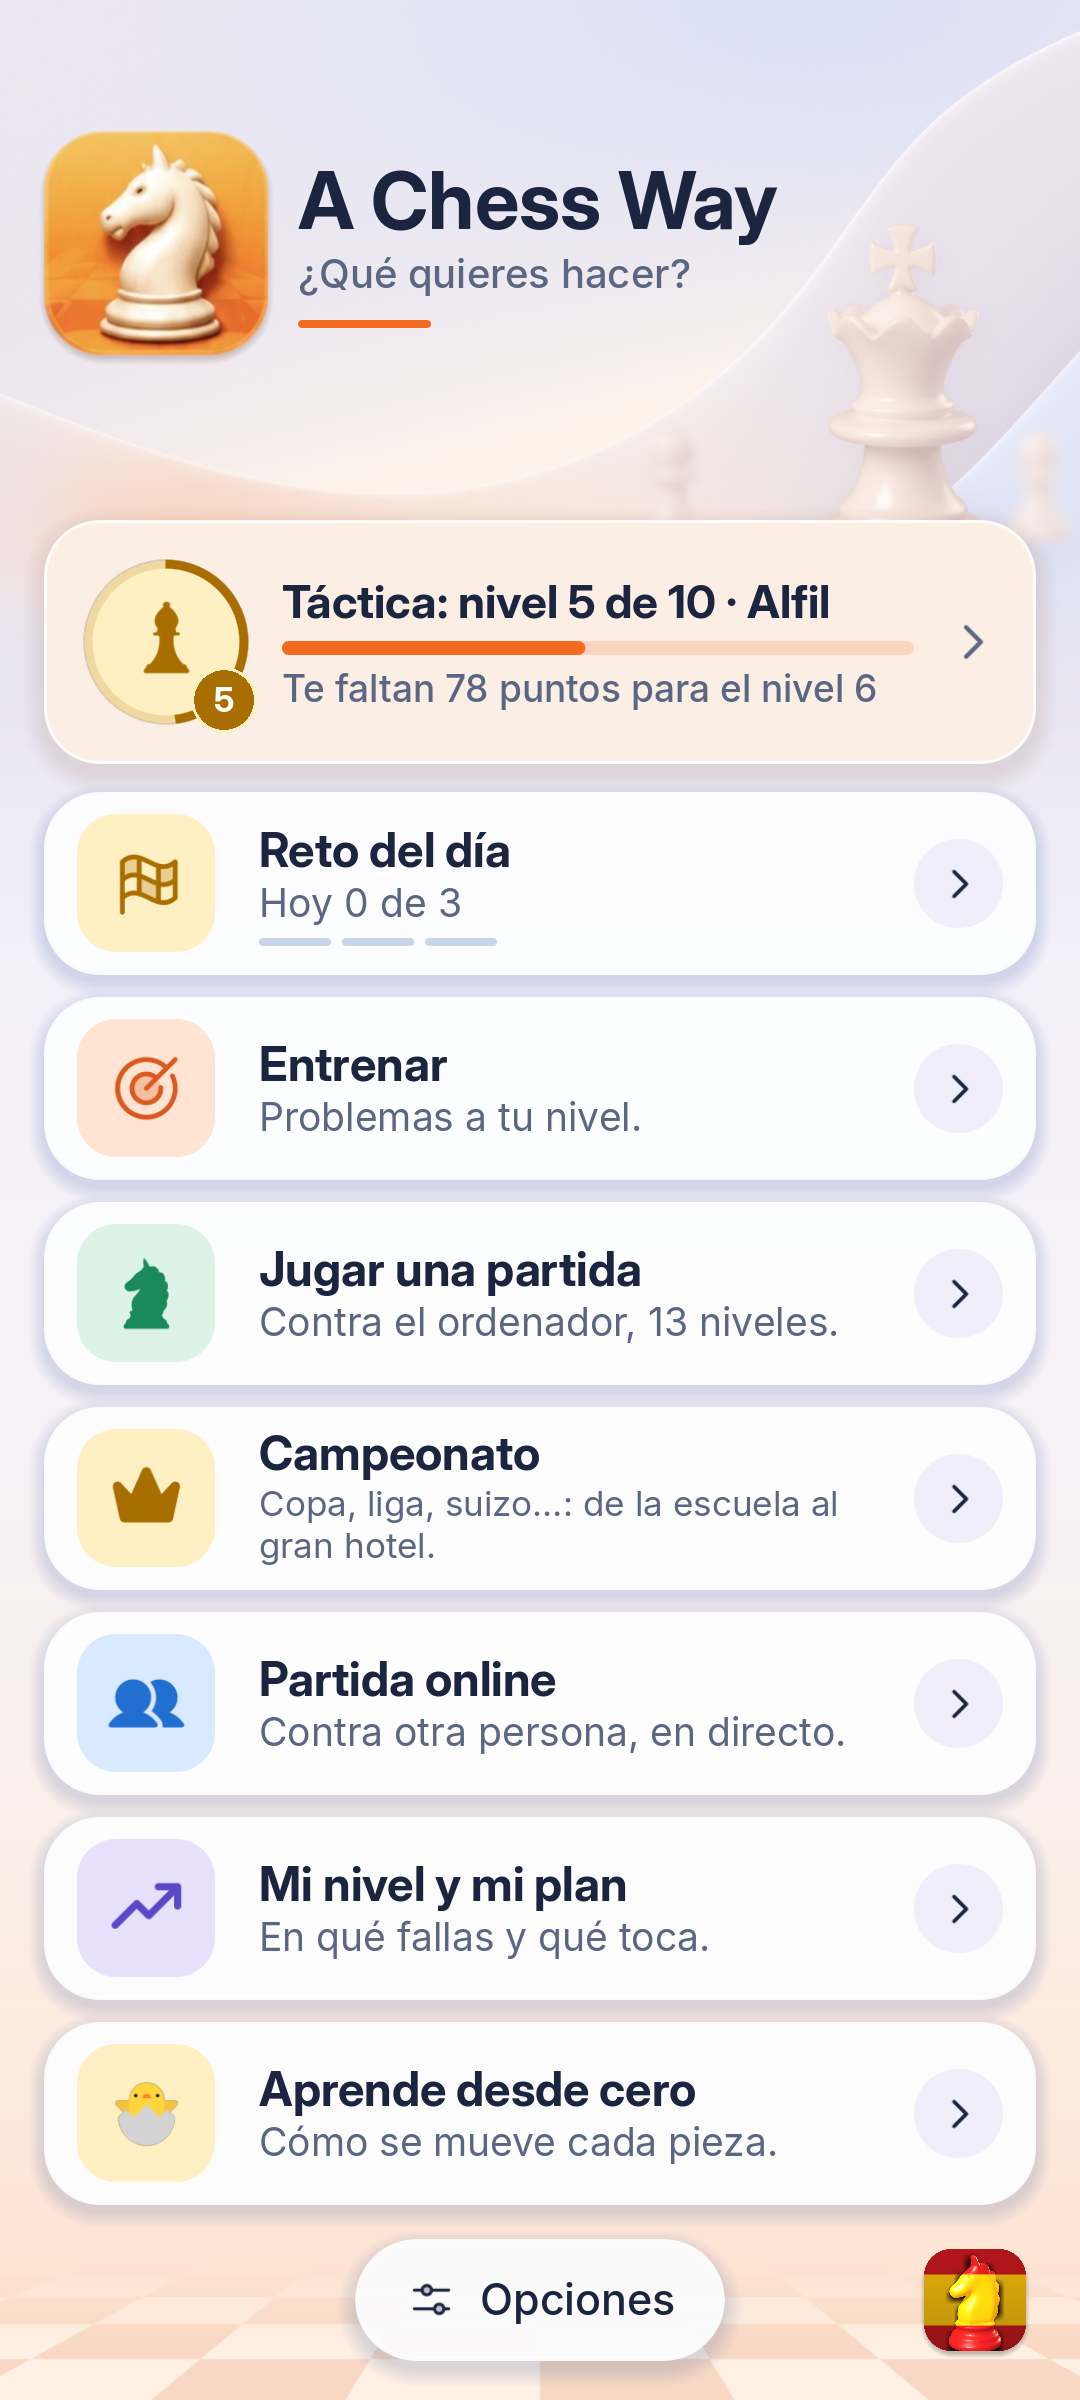 A Chess Way
¿Qué quieres hacer?
Táctica: nivel 5 de 10 · Alfil
5
Te faltan 78 puntos para el nivel 6
Reto del día
Hoy 0 de 3
Entrenar
Problemas a tu nivel.
Jugar una partida
Contra el ordenador, 13 niveles.
Campeonato
Copa, liga, suizo...: de la escuela al
gran hotel.
Partida online
Contra otra persona, en directo.
Mi nivel y mi plan
En qué fallas y qué toca.
Aprende desde cero
Cómo se mueve cada pieza.
Opciones